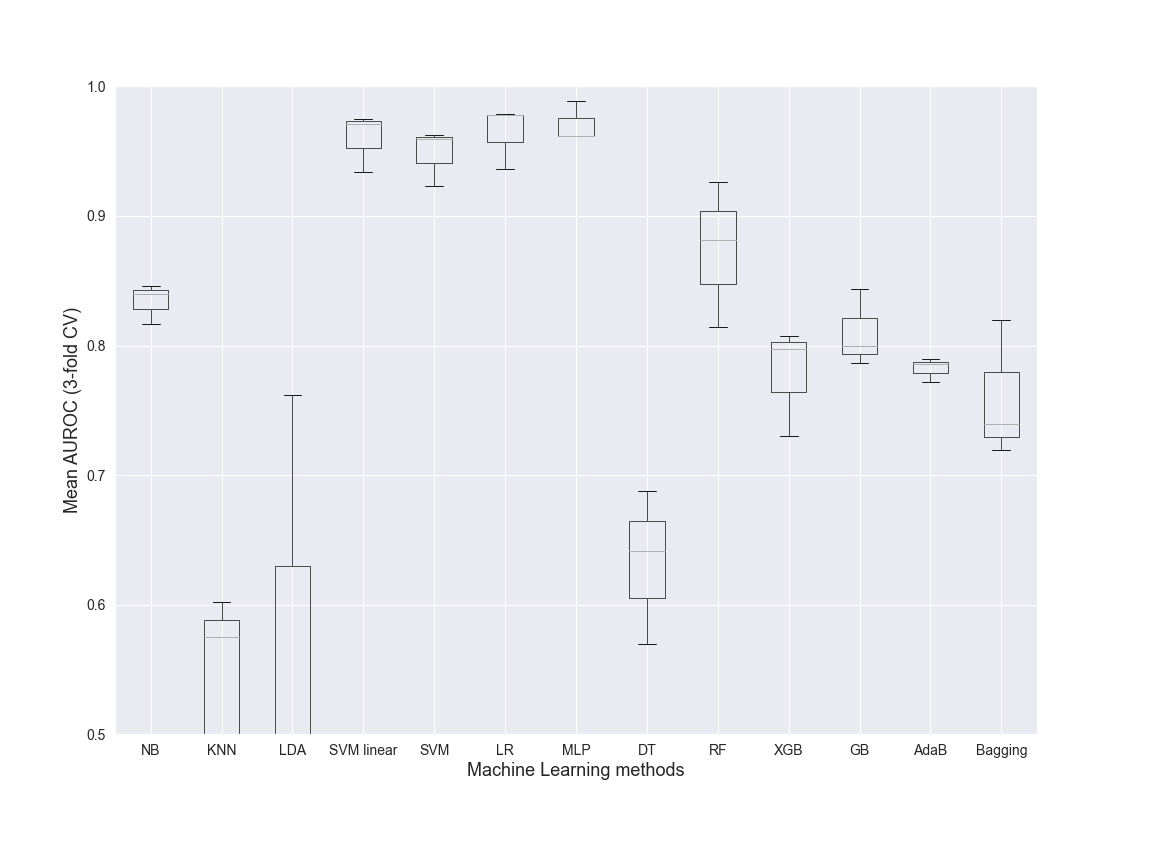 1.0
0.9
0.8
0.7
0.6
0.5
Mean AUROC (3-fold CV)
NB KNN LDA SVM linear SVM LR MLP DT RF XGB GB AdaB Bagging
Machine Learning methods